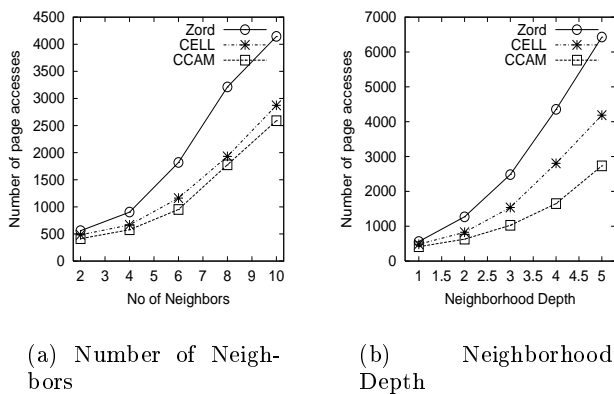 4500
4000
3500
3000
2500
2000
1500
1000
500
0
Number of page accesses
Zord
CELL
CCAM
2 3 4 5 6 7 8 9 10
No of Neighbors
7000
6000
5000
4000
3000
2000
1000
0
Number of page accesses
Zord
CELL
CCAM
1 1.5 2 2.5 3 3.5 4 4.5 5
Neighborhood Depth
(a) Number of Neigh-
bors
(b) Neighborhood
Depth